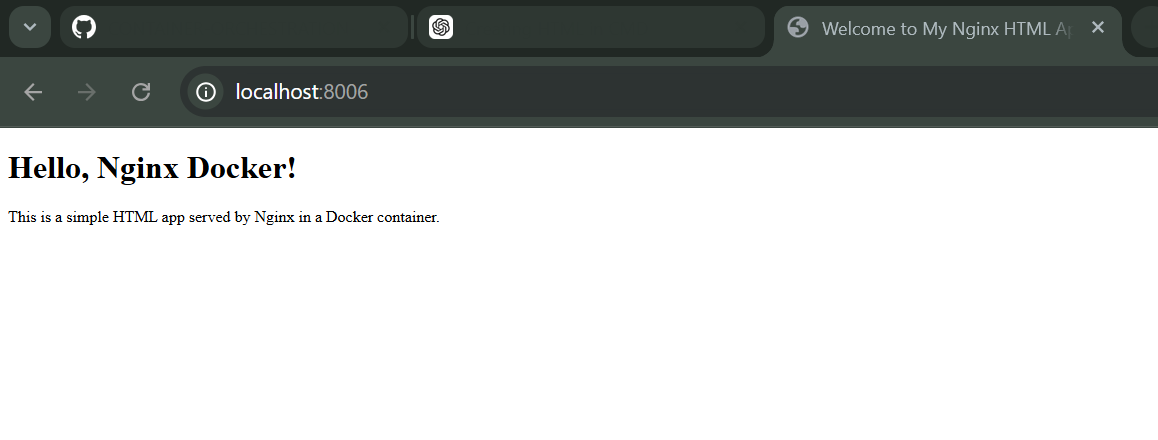 Welcome to My Nginx HTML
localhost:8006
Hello, Nginx Docker!
This is a simple HTML app served by Nginx in a Docker container.